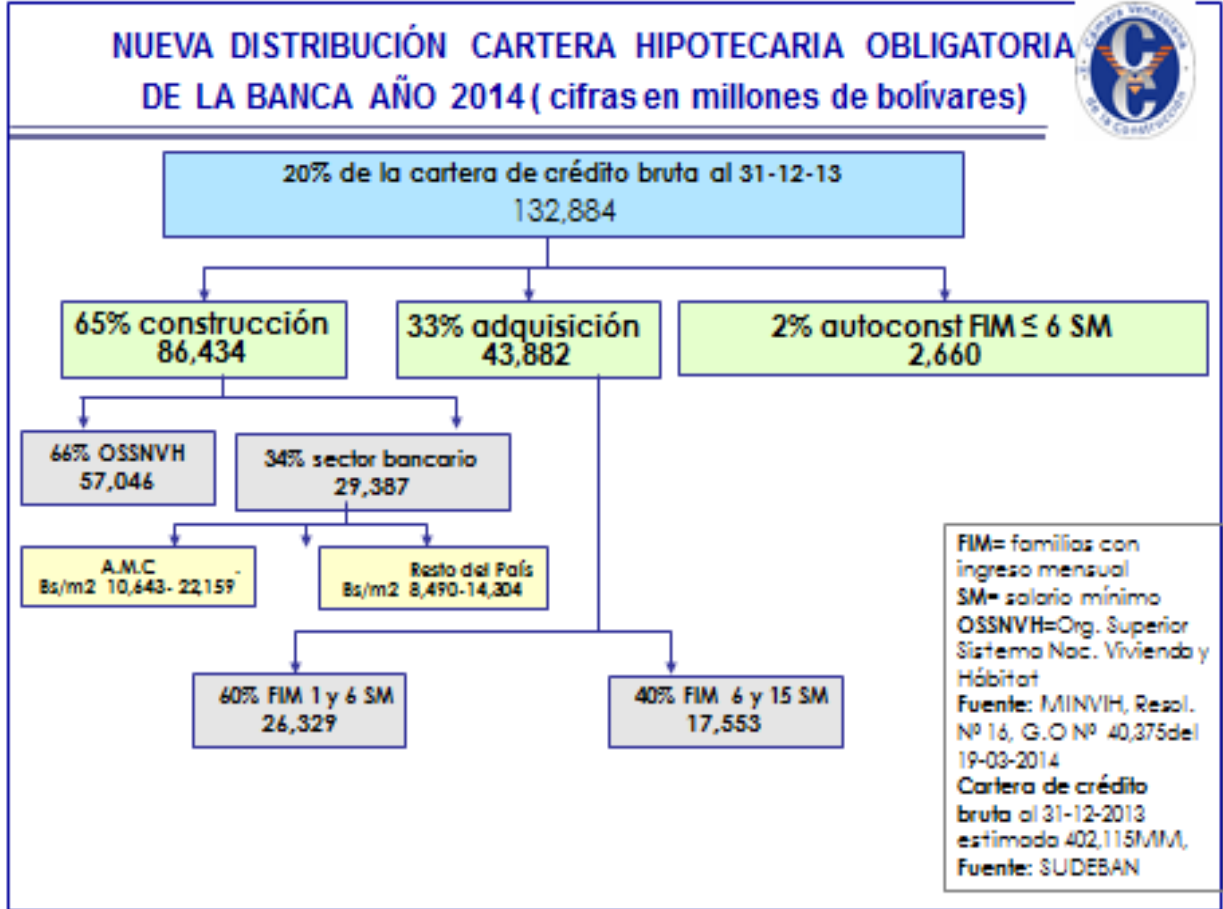 NUEVA DISTRIBUCIÓN CARTERA HIPOTECARIA OBLIGATORIA
DE LA BANCA AÑO 2014 ( cifras en millones de bolívares)
Cámara Venezolana
de la Construcción
20% de la cartera de crédito bruta al 31-12-13
132,884
65% construcción
86,434
33% adquisición
43,882
2% autoconst FIM ≤ 6 SM
2,660
66% OSSNVH
57,046
34% sector bancario
29,387
A.M.C -
Bs/m2 10,643- 22,159
Resto del País
Bs/m2 8,490-14,304
60% FIM 1 y 6 SM
26,329
40% FIM 6 y 15 SM
17,553
FIM= familias con
ingreso mensual
SM= salario mínimo
OSSNVH=Org. Superior
Sistema Nac. Vivienda y
Hábitat
Fuente: MINVIH, Resol.
Nº 16, G.O Nº 40,375del
19-03-2014
Cartera de crédito
bruta al 31-12-2013
estimada 402,115MM,
Fuente: SUDEBAN